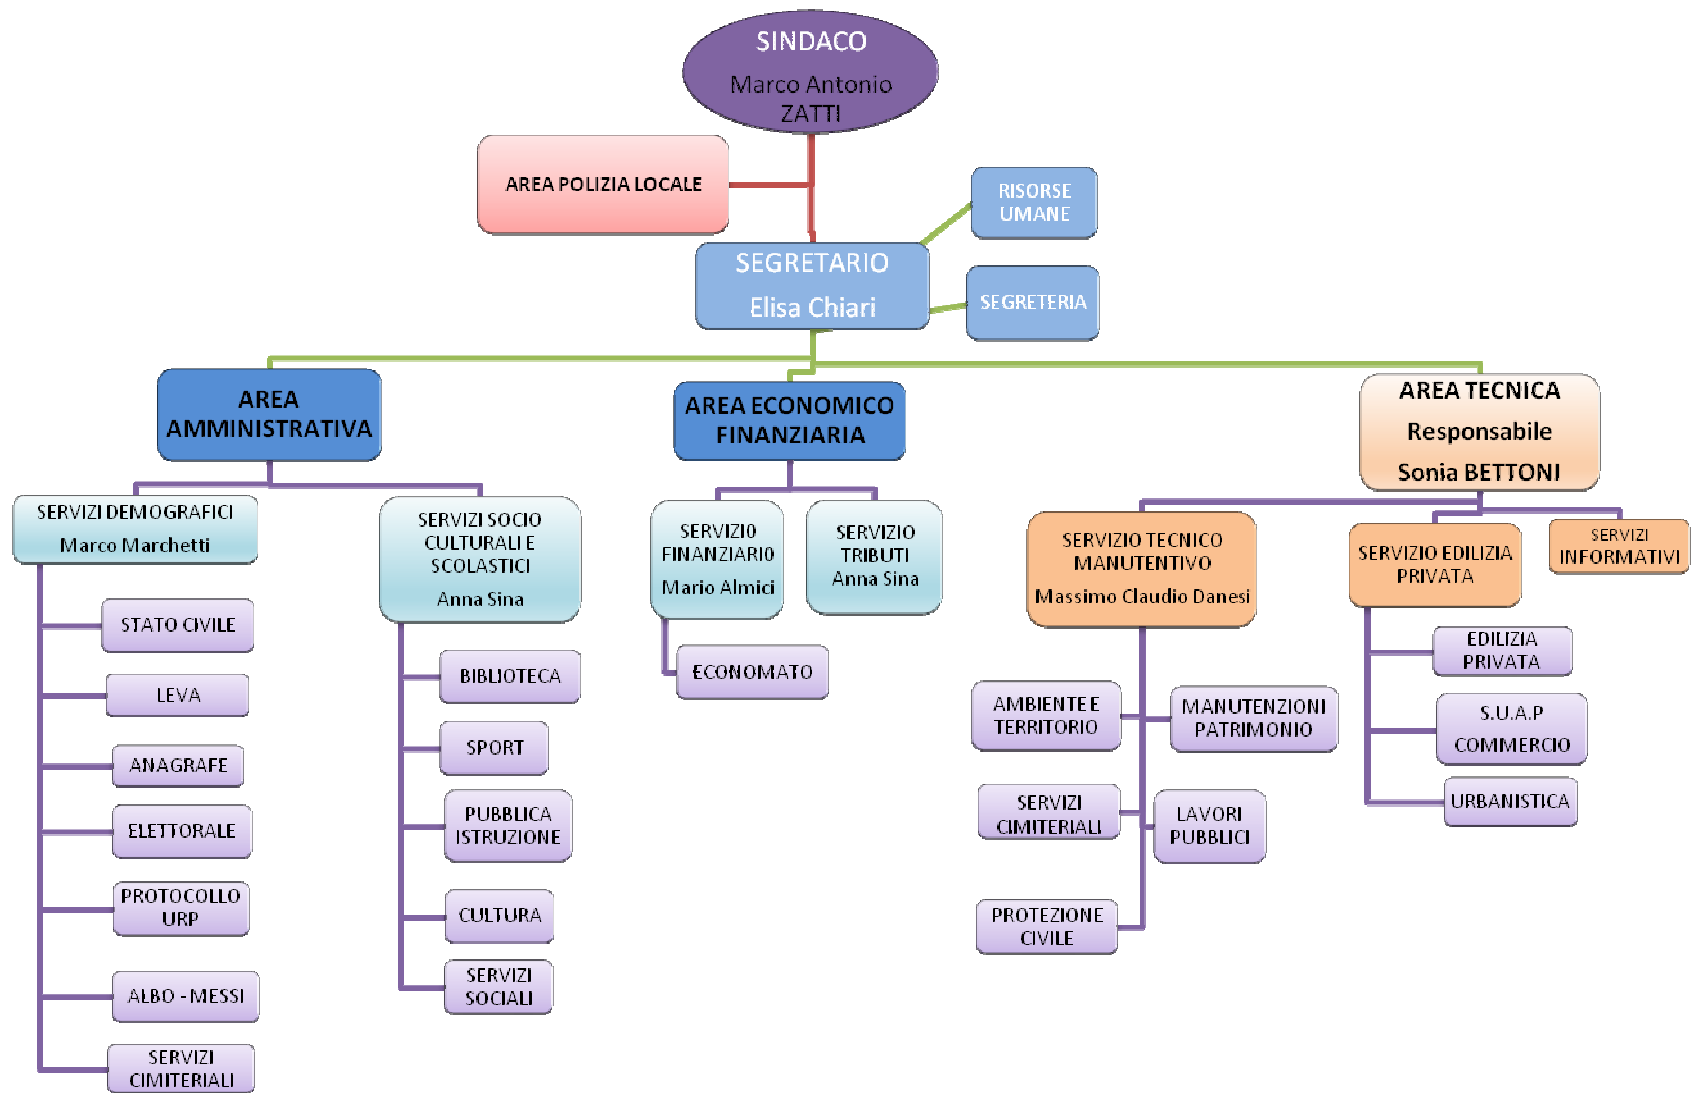 SINDACO
Marco Antonio
ZATTI
AREA POLIZIA LOCALE
RISORSE
UMANE
SEGRETARIO
Elisa Chiari
SEGRETERIA
AREA
AMMINISTRATIVA
AREA ECONOMICO
FINANZIARIA
AREA TECNICA
Responsabile
Sonia BETTONI
SERVIZI DEMOGRAFICI
Marco Marchetti
SERVIZI SOCIO
CULTURALI E
SCOLASTICI
Anna Sina
SERVIZIO
FINANZIARIO
Mario Almici
SERVIZIO
TRIBUTI
Anna Sina
SERVIZIO TECNICO
MANUTENTIVO
Massimo Claudio Danesi
SERVIZIO EDILIZIA
PRIVATA
SERVIZI
INFORMATIVI
STATO CIVILE
LEVA
ANAGRAFE
ELETTORALE
PROTOCOLLO
URP
ALBO - MESSI
SERVIZI
CIMITERIALI
BIBLIOTECA
SPORT
PUBBLICA
ISTRUZIONE
CULTURA
SERVIZI
SOCIALI
ECONOMATO
AMBIENTE E
TERRITORIO
MANUTENZIONI
PATRIMONIO
SERVIZI
CIMITERIALI
LAVORI
PUBBLICI
PROTEZIONE
CIVILE
EDILIZIA
PRIVATA
S.U.A.P
COMMERCIO
URBANISTICA